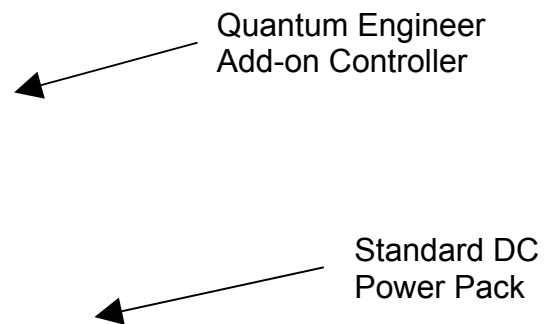 Quantum Engineer
Add-on Controller
Standard DC
Power Pack